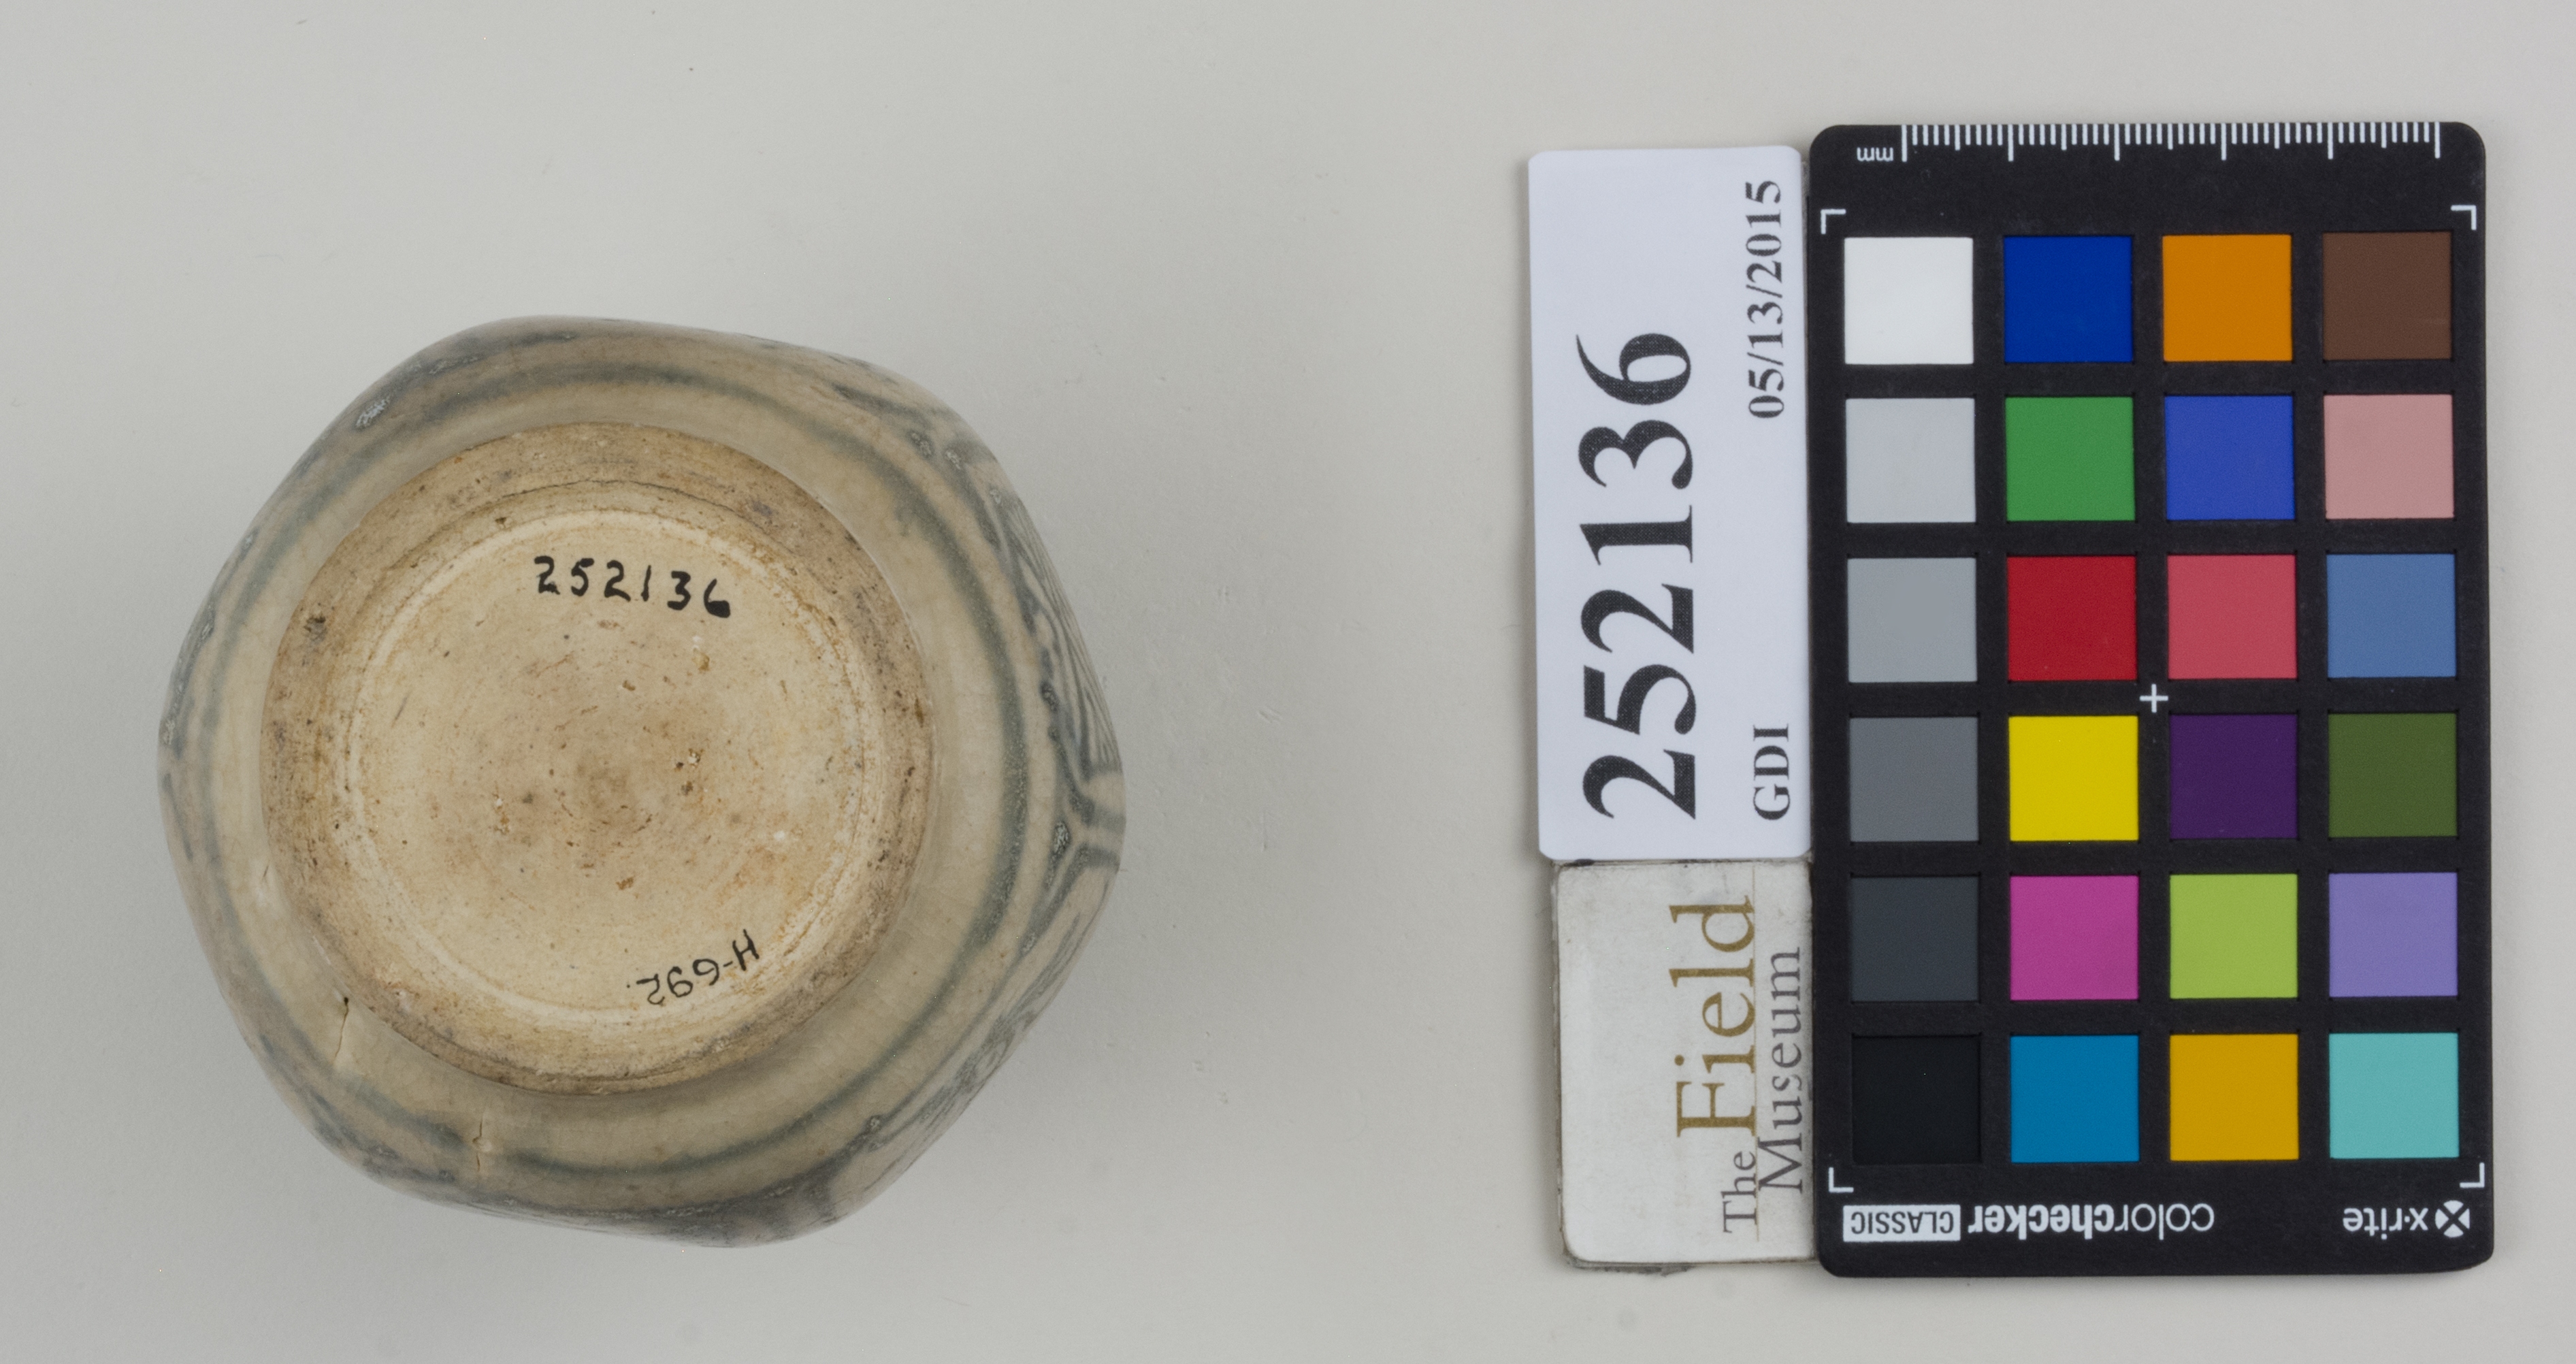 252136
H-692.
252136
GDI 05/13/2015
The Field
Museum
mm
x·rite
colorchecker CLASSIC